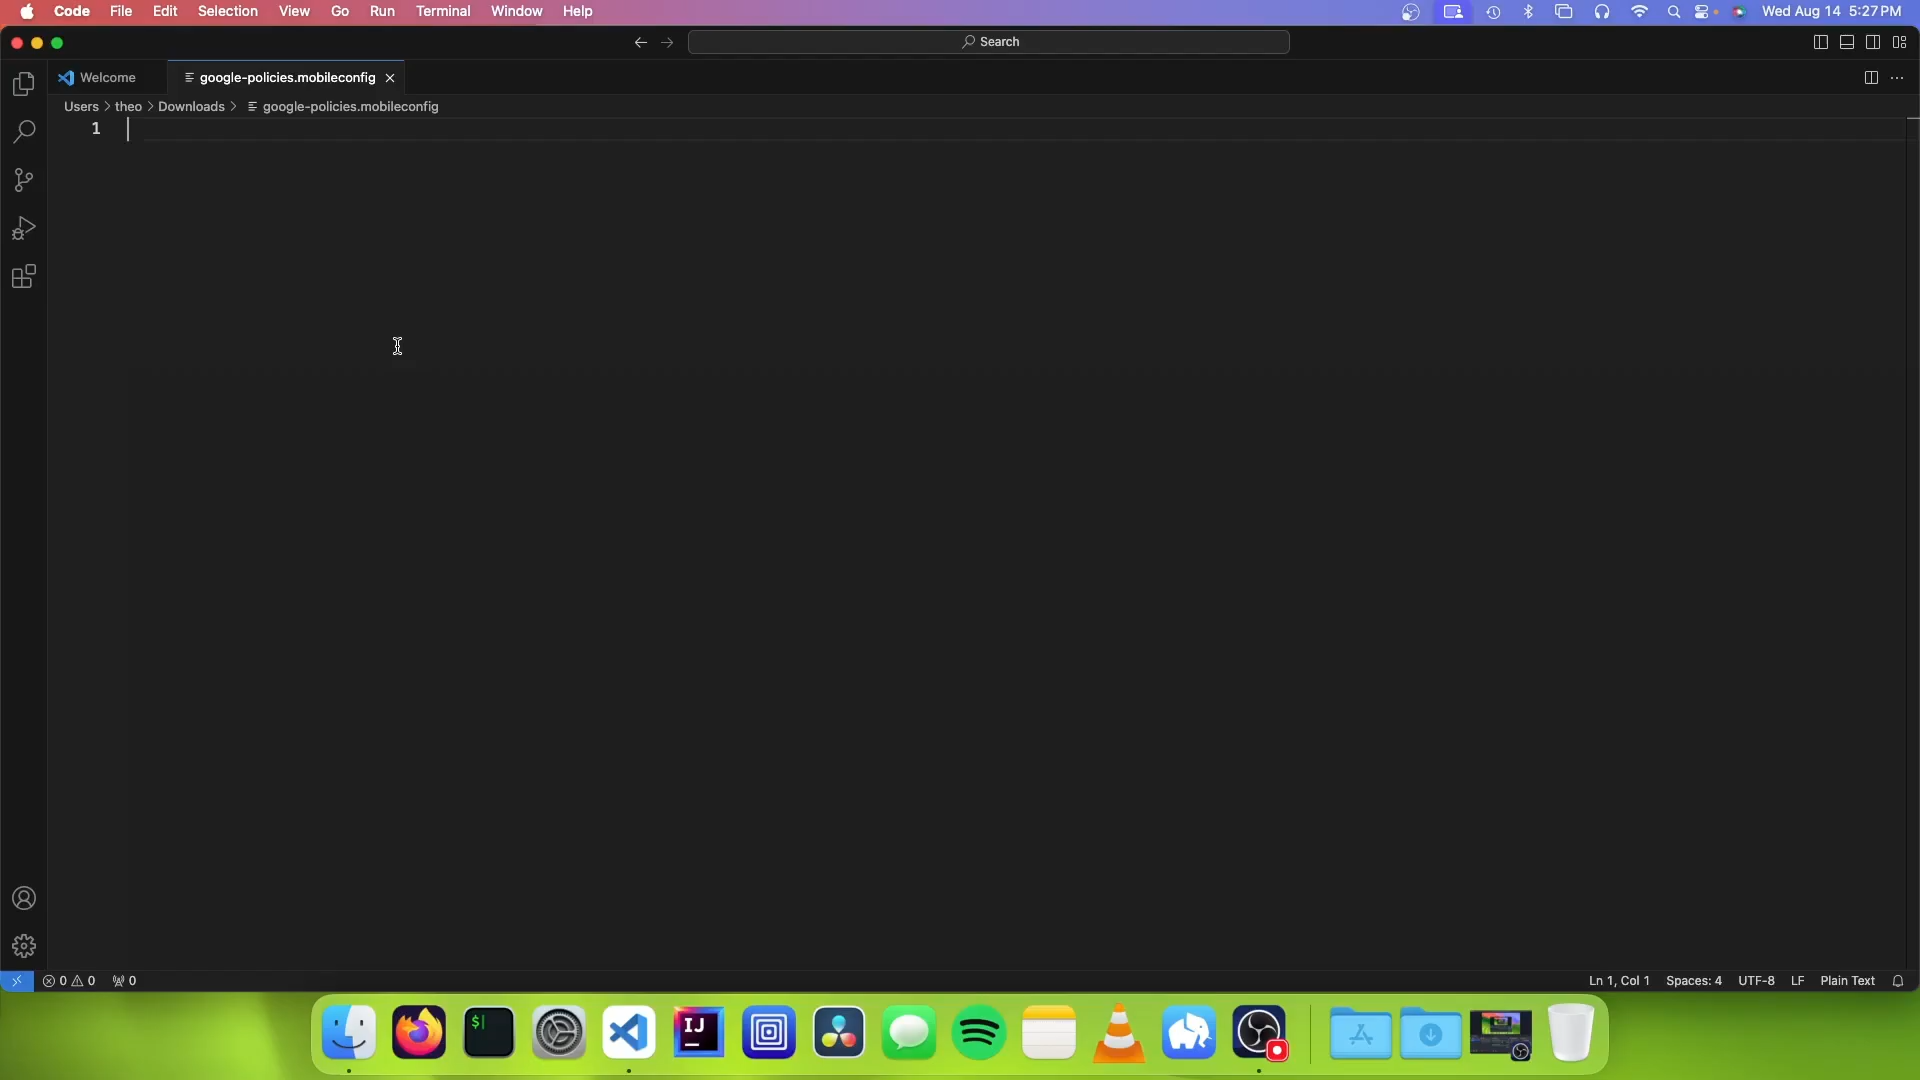 Code File Edit Selection View Go Run Terminal Window Help Wed Aug 14 5:27 PM
Search
Welcome google-policies.mobileconfig
Users > theo > Downloads > google-policies.mobileconfig
1
0 0 0 Ln 1, Col 1 Spaces: 4 UTF-8 LF Plain Text
$
IJ